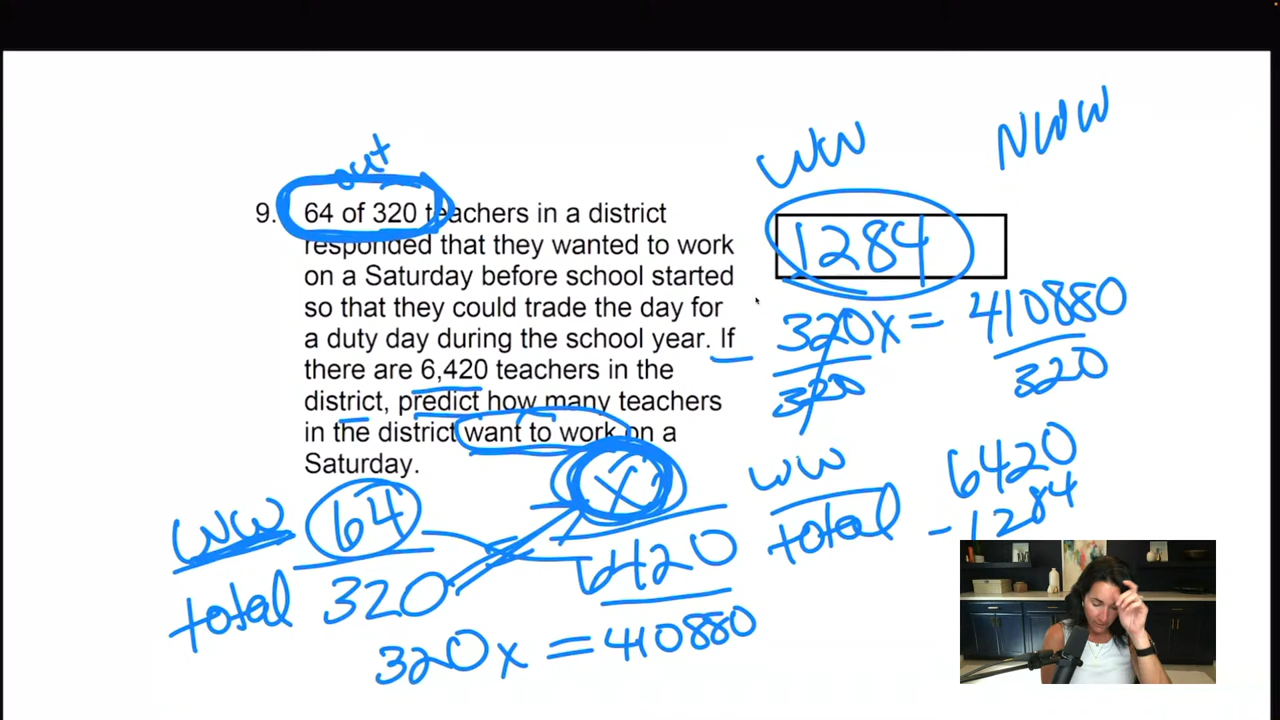 out
WW
NWW
9. 64 of 320 teachers in a district
responded that they wanted to work
on a Saturday before school started
so that they could trade the day for
a duty day during the school year. If
there are 6,420 teachers in the
district, predict how many teachers
in the district want to work on a
Saturday.
1284
320x = 410880
320 320
WW 64 X WW
total 320 6420 total
320x = 410880
6420
- 1284